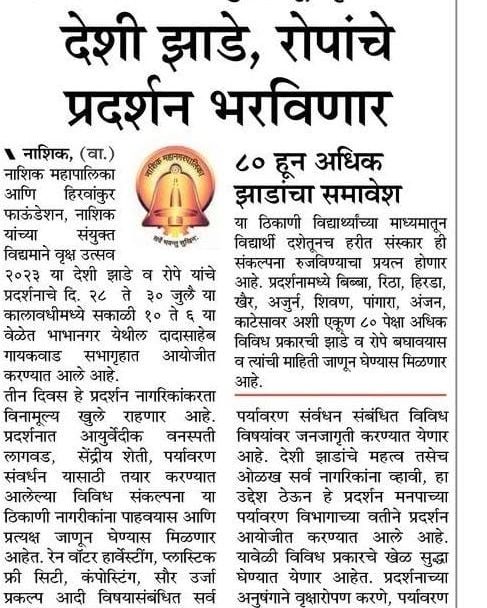 देशी झाडे, रोपांचे
प्रदर्शन भरविणार
नाशिक, (वा.)
नाशिक महापालिका
आणि हिरवांकुर
फाऊंडेशन, नाशिक
यांच्या संयुक्त
विद्यमाने वृक्ष उत्सव
२०२३ या देशी झाडे व रोपे यांचे
प्रदर्शनाचे दि. २८ ते ३० जुलै या
कालावधीमध्ये सकाळी १० ते ६ या
वेळेत भाभानगर येथील दादासाहेब
गायकवाड सभागृहात आयोजीत
करण्यात आले आहे.
तीन दिवस हे प्रदर्शन नागरिकांकरता
विनामूल्य खुले राहणार आहे.
प्रदर्शनात आयुर्वेदीक वनस्पती
लागवड, सेंद्रीय शेती, पर्यावरण
संवर्धन यासाठी तयार करण्यात
आलेल्या विविध संकल्पना या
ठिकाणी नागरीकांना पाहवयास आणि
प्रत्यक्ष जाणून घेण्यास मिळणार
आहेत. रेन वॉटर हार्वेस्टींग, प्लास्टिक
फ्री सिटी, कंपोस्टिंग, सौर उर्जा
प्रकल्प आदी विषयासंबंधित सर्व
नाशिक महानगरपालिका
८० हून अधिक
झाडांचा समावेश
या ठिकाणी विद्यार्थ्यांच्या माध्यमातून
विद्यार्थी दशेतूनच हरीत संस्कार ही
संकल्पना रुजविण्याचा प्रयत्न होणार
आहे. प्रदर्शनामध्ये बिब्बा, रिठा, हिरडा,
खैर, अजुर्न, शिवण, पांगारा, अंजन,
काटेसावर अशी एकूण ८० पेक्षा अधिक
विविध प्रकारची झाडे व रोपे बघावयास
व त्यांची माहिती जाणून घेण्यास मिळणार
आहे.
पर्यावरण संर्वधन संबंधित विविध
विषयांवर जनजागृती करण्यात येणार
आहे. देशी झाडांचे महत्व तसेच
ओळख सर्व नागरिकांना व्हावी, हा
उद्देश ठेऊन हे प्रदर्शन मनपाच्या
पर्यावरण विभागाच्या वतीने प्रदर्शन
आयोजीत करण्यात आले आहे.
यावेळी विविध प्रकारचे खेळ सुद्धा
घेण्यात येणार आहेत. प्रदर्शनाच्या
अनुषंगाने वृक्षारोपण करणे, पर्यावरण